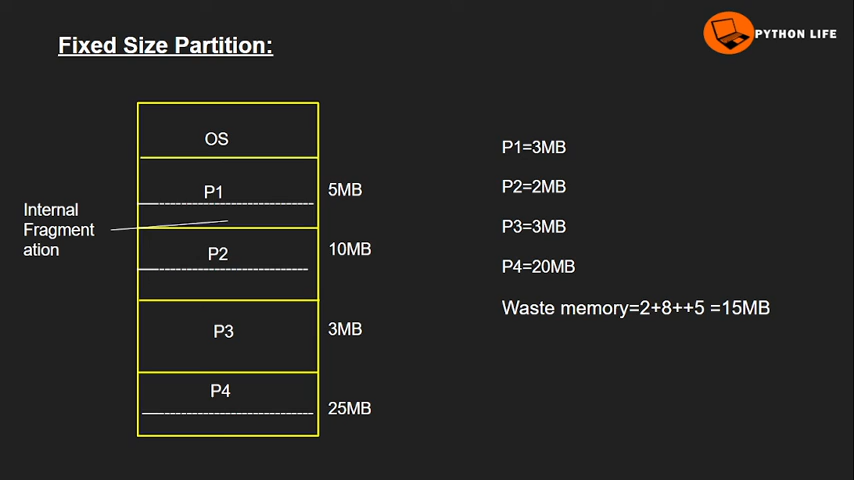 Fixed Size Partition:
PYTHON LIFE
OS
P1
5MB
Internal
Fragment
ation
P2
10MB
P3
3MB
P4
25MB
P1=3MB
P2=2MB
P3=3MB
P4=20MB
Waste memory=2+8++5 =15MB